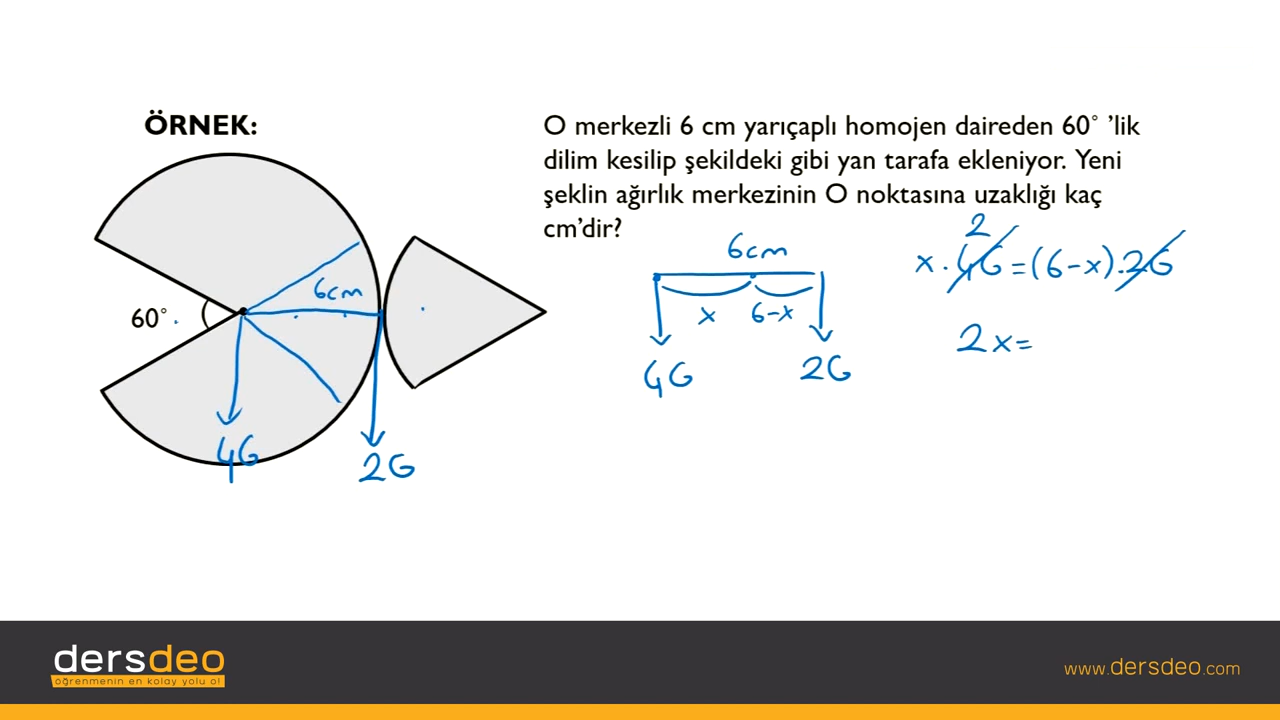 ÖRNEK:
O merkezli 6 cm yarıçaplı homojen daireden 60° ’lik
dilim kesilip şekildeki gibi yan tarafa ekleniyor. Yeni
şeklin ağırlık merkezinin O noktasına uzaklığı kaç
cm’dir?
60°
6cm
4G
2G
6cm
x 6-x
4G 2G
2
x.4G=(6-x).2G
2x=
dersdeo
öğrenmenin en kolay yolu o!
www.dersdeo.com